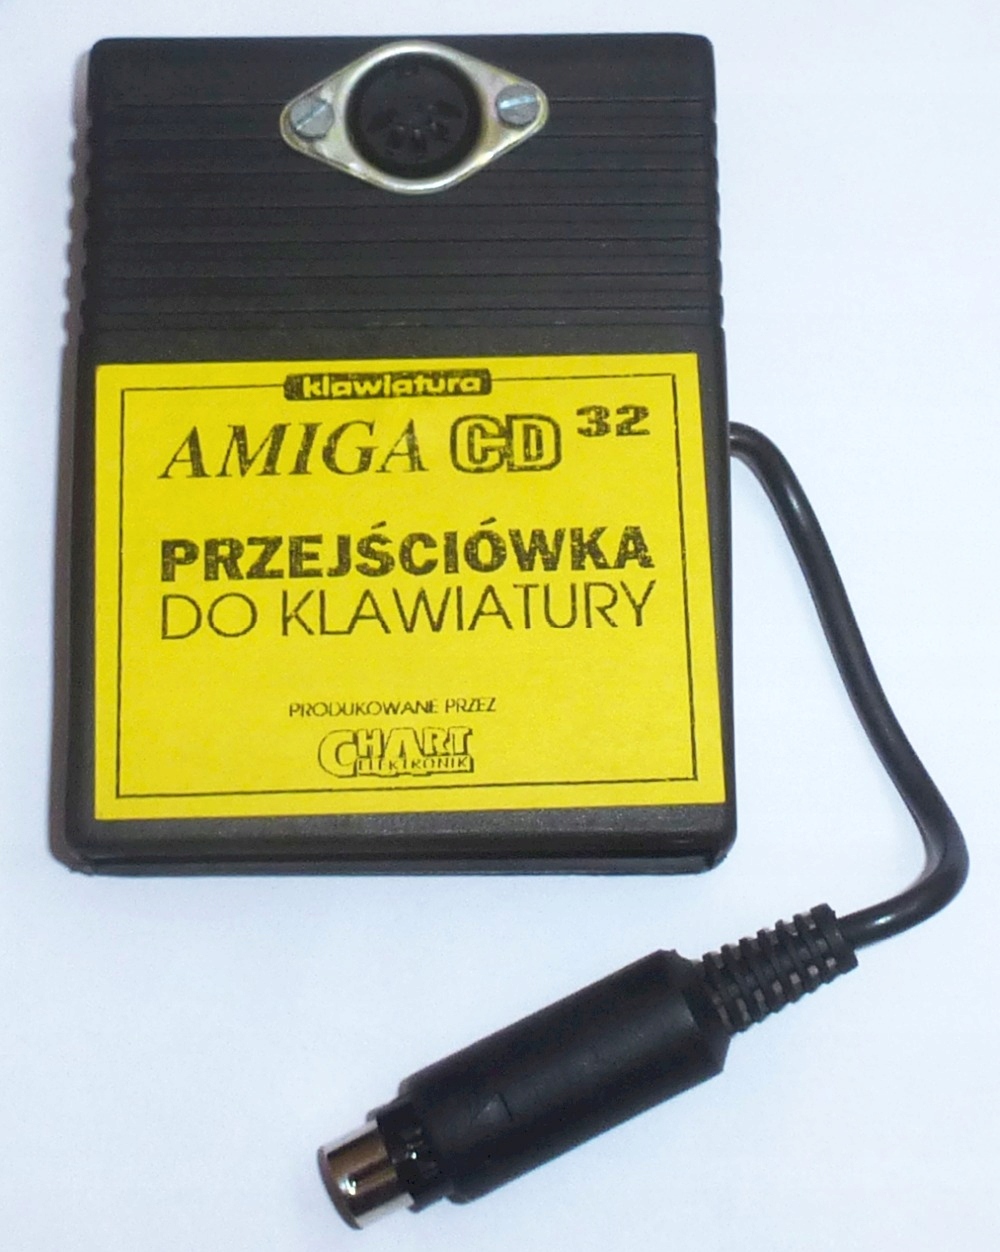 klawiatura
AMIGA CD 32
PRZEJŚCIÓWKA
DO KLAWIATURY
PRODUKOWANE PRZEZ
CHART
ELEKTRONIK